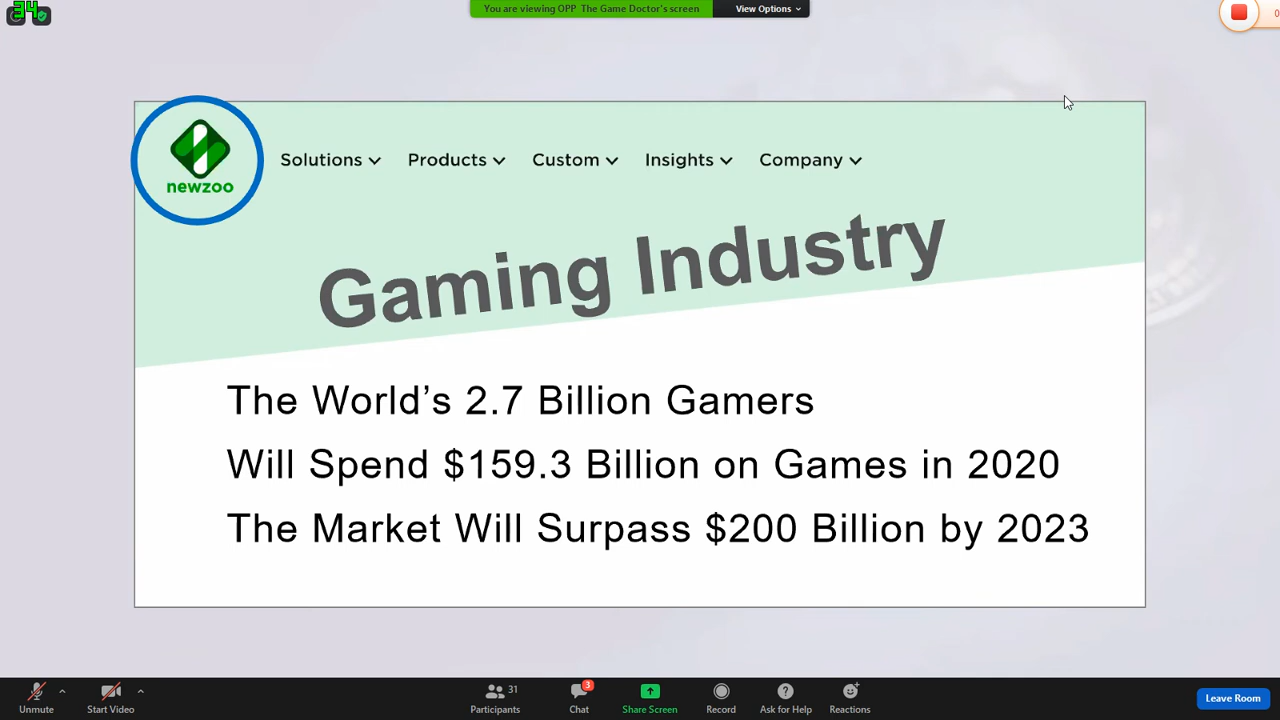 34
You are viewing OPP The Game Doctor's screen
View Options
newzoo
Solutions
Products
Custom
Insights
Company
Gaming Industry
The World's 2.7 Billion Gamers
Will Spend $159.3 Billion on Games in 2020
The Market Will Surpass $200 Billion by 2023
Unmute
Start Video
Participants
31
Chat
3
Share Screen
Record
Ask for Help
Reactions
Leave Room